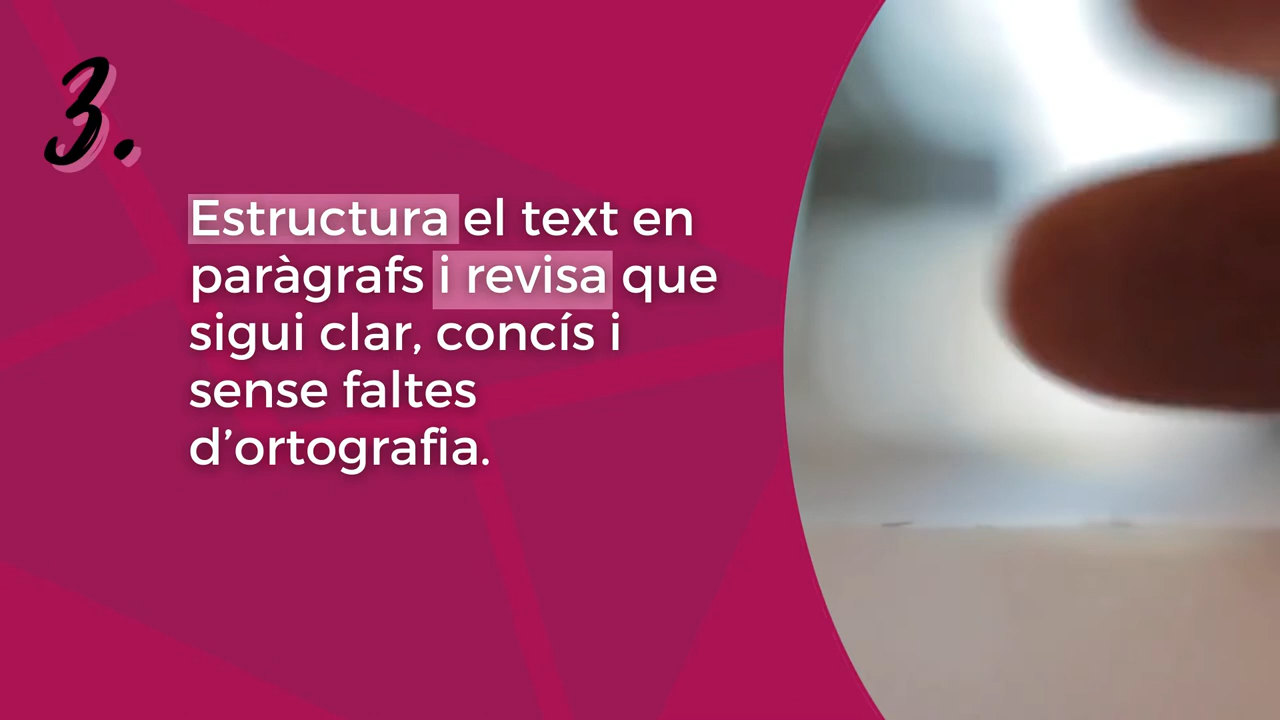 3.
Estructura el text en
paràgrafs i revisa que
sigui clar, concís i
sense faltes
d’ortografia.